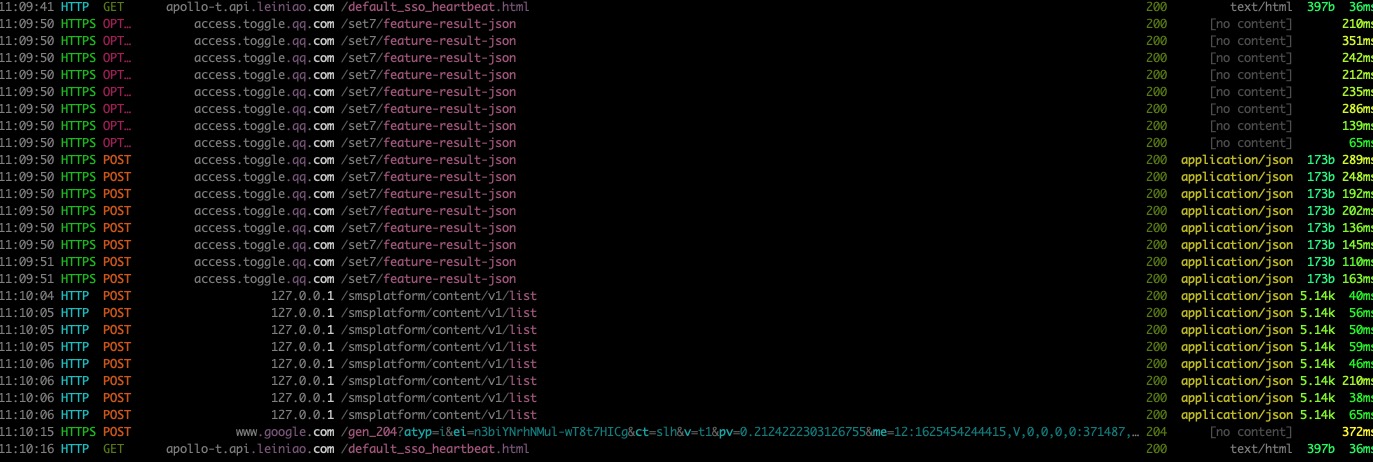 11:09:41 HTTP GET apollo-t.api.leiniao.com /default_sso_heartbeat.html 200 text/html 397b 36ms
11:09:50 HTTPS OPT… access.toggle.qq.com /set7/feature-result-json 200 [no content] 210ms
11:09:50 HTTPS OPT… access.toggle.qq.com /set7/feature-result-json 200 [no content] 351ms
11:09:50 HTTPS OPT… access.toggle.qq.com /set7/feature-result-json 200 [no content] 242ms
11:09:50 HTTPS OPT… access.toggle.qq.com /set7/feature-result-json 200 [no content] 212ms
11:09:50 HTTPS OPT… access.toggle.qq.com /set7/feature-result-json 200 [no content] 235ms
11:09:50 HTTPS OPT… access.toggle.qq.com /set7/feature-result-json 200 [no content] 286ms
11:09:50 HTTPS OPT… access.toggle.qq.com /set7/feature-result-json 200 [no content] 139ms
11:09:50 HTTPS OPT… access.toggle.qq.com /set7/feature-result-json 200 [no content] 65ms
11:09:50 HTTPS POST access.toggle.qq.com /set7/feature-result-json 200 application/json 173b 289ms
11:09:50 HTTPS POST access.toggle.qq.com /set7/feature-result-json 200 application/json 173b 248ms
11:09:50 HTTPS POST access.toggle.qq.com /set7/feature-result-json 200 application/json 173b 192ms
11:09:50 HTTPS POST access.toggle.qq.com /set7/feature-result-json 200 application/json 173b 202ms
11:09:50 HTTPS POST access.toggle.qq.com /set7/feature-result-json 200 application/json 173b 136ms
11:09:50 HTTPS POST access.toggle.qq.com /set7/feature-result-json 200 application/json 173b 145ms
11:09:51 HTTPS POST access.toggle.qq.com /set7/feature-result-json 200 application/json 173b 110ms
11:09:51 HTTPS POST access.toggle.qq.com /set7/feature-result-json 200 application/json 173b 163ms
11:10:04 HTTP POST 127.0.0.1 /smsplatform/content/v1/list 200 application/json 5.14k 40ms
11:10:05 HTTP POST 127.0.0.1 /smsplatform/content/v1/list 200 application/json 5.14k 56ms
11:10:05 HTTP POST 127.0.0.1 /smsplatform/content/v1/list 200 application/json 5.14k 50ms
11:10:05 HTTP POST 127.0.0.1 /smsplatform/content/v1/list 200 application/json 5.14k 59ms
11:10:06 HTTP POST 127.0.0.1 /smsplatform/content/v1/list 200 application/json 5.14k 46ms
11:10:06 HTTP POST 127.0.0.1 /smsplatform/content/v1/list 200 application/json 5.14k 210ms
11:10:06 HTTP POST 127.0.0.1 /smsplatform/content/v1/list 200 application/json 5.14k 38ms
11:10:06 HTTP POST 127.0.0.1 /smsplatform/content/v1/list 200 application/json 5.14k 65ms
11:10:15 HTTPS POST www.google.com /gen_204?atyp=i&ei=n3biYNrhNMul-wT8t7HICg&ct=slh&v=t1&pv=0.2124222303126755&me=12:1625454244415,V,0,0,0,0:371487,… 204 [no content] 372ms
11:10:16 HTTP GET apollo-t.api.leiniao.com /default_sso_heartbeat.html 200 text/html 397b 36ms